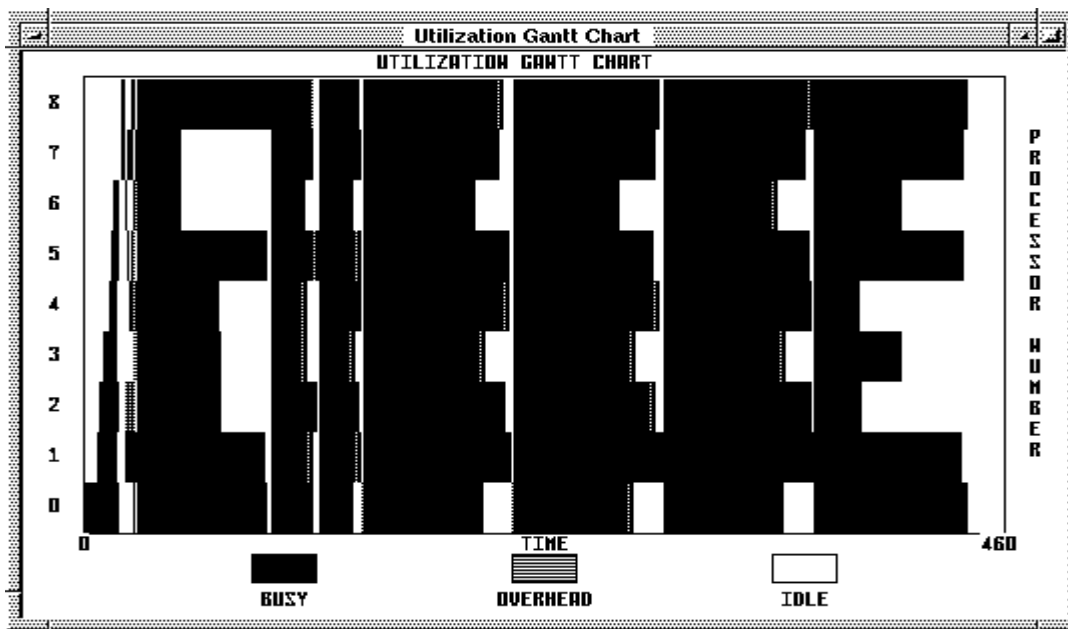 Utilization Gantt Chart
UTILIZATION GANTT CHART
8
7
6
5
4
3
2
1
0
PROCESSOR NUMBER
0 TIME 460
BUSY OVERHEAD IDLE